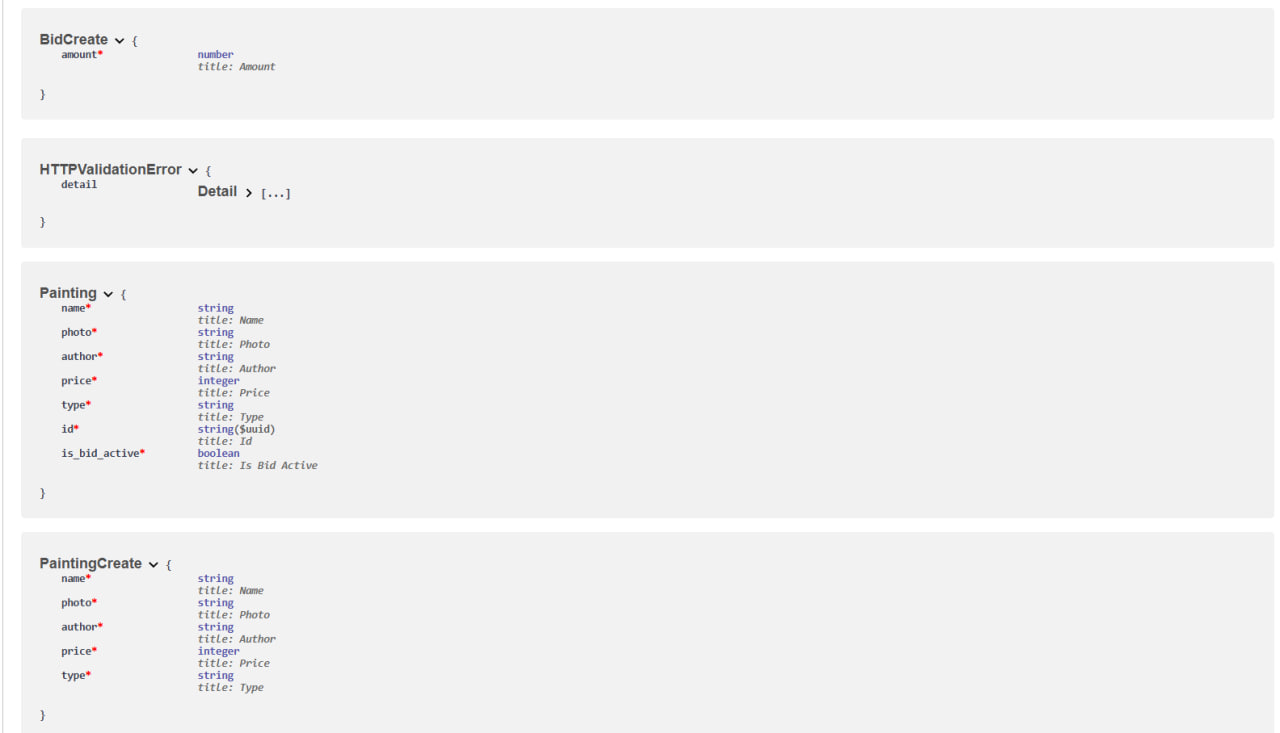 BidCreate {
amount* number
title: Amount
}
HTTPValidationError {
detail
Detail > [...]
}
Painting {
name* string
title: Name
photo* string
title: Photo
author* string
title: Author
price* integer
title: Price
type* string
title: Type
id* string($uuid)
title: Id
is_bid_active* boolean
title: Is Bid Active
}
PaintingCreate {
name* string
title: Name
photo* string
title: Photo
author* string
title: Author
price* integer
title: Price
type* string
title: Type
}